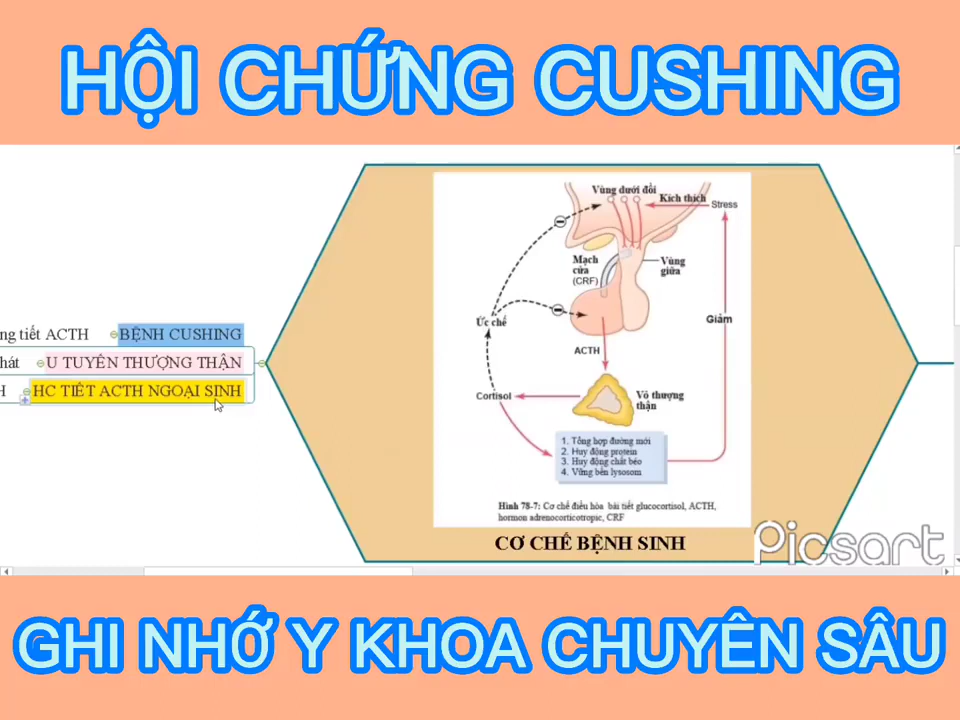 HỘI CHỨNG CUSHING
Vùng dưới đồi
Kích thích
Stress
Mạch
cửa
(CRF)
Vùng
giữa
Ức chế
Giảm
ACTH
Cortisol
Vỏ thượng
thận
1. Tổng hợp đường mới
2. Huy động protein
3. Huy động chất béo
4. Vững bền lysosom
Hình 78-7: Cơ chế điều hòa bài tiết glucocortisol, ACTH,
hormon adrenocorticotropic, CRF
CƠ CHẾ BỆNH SINH
ng tiết ACTH BỆNH CUSHING
hát U TUYẾN THƯỢNG THẬN
H HC TIẾT ACTH NGOẠI SINH
Picsart
GHI NHỚ Y KHOA CHUYÊN SÂU